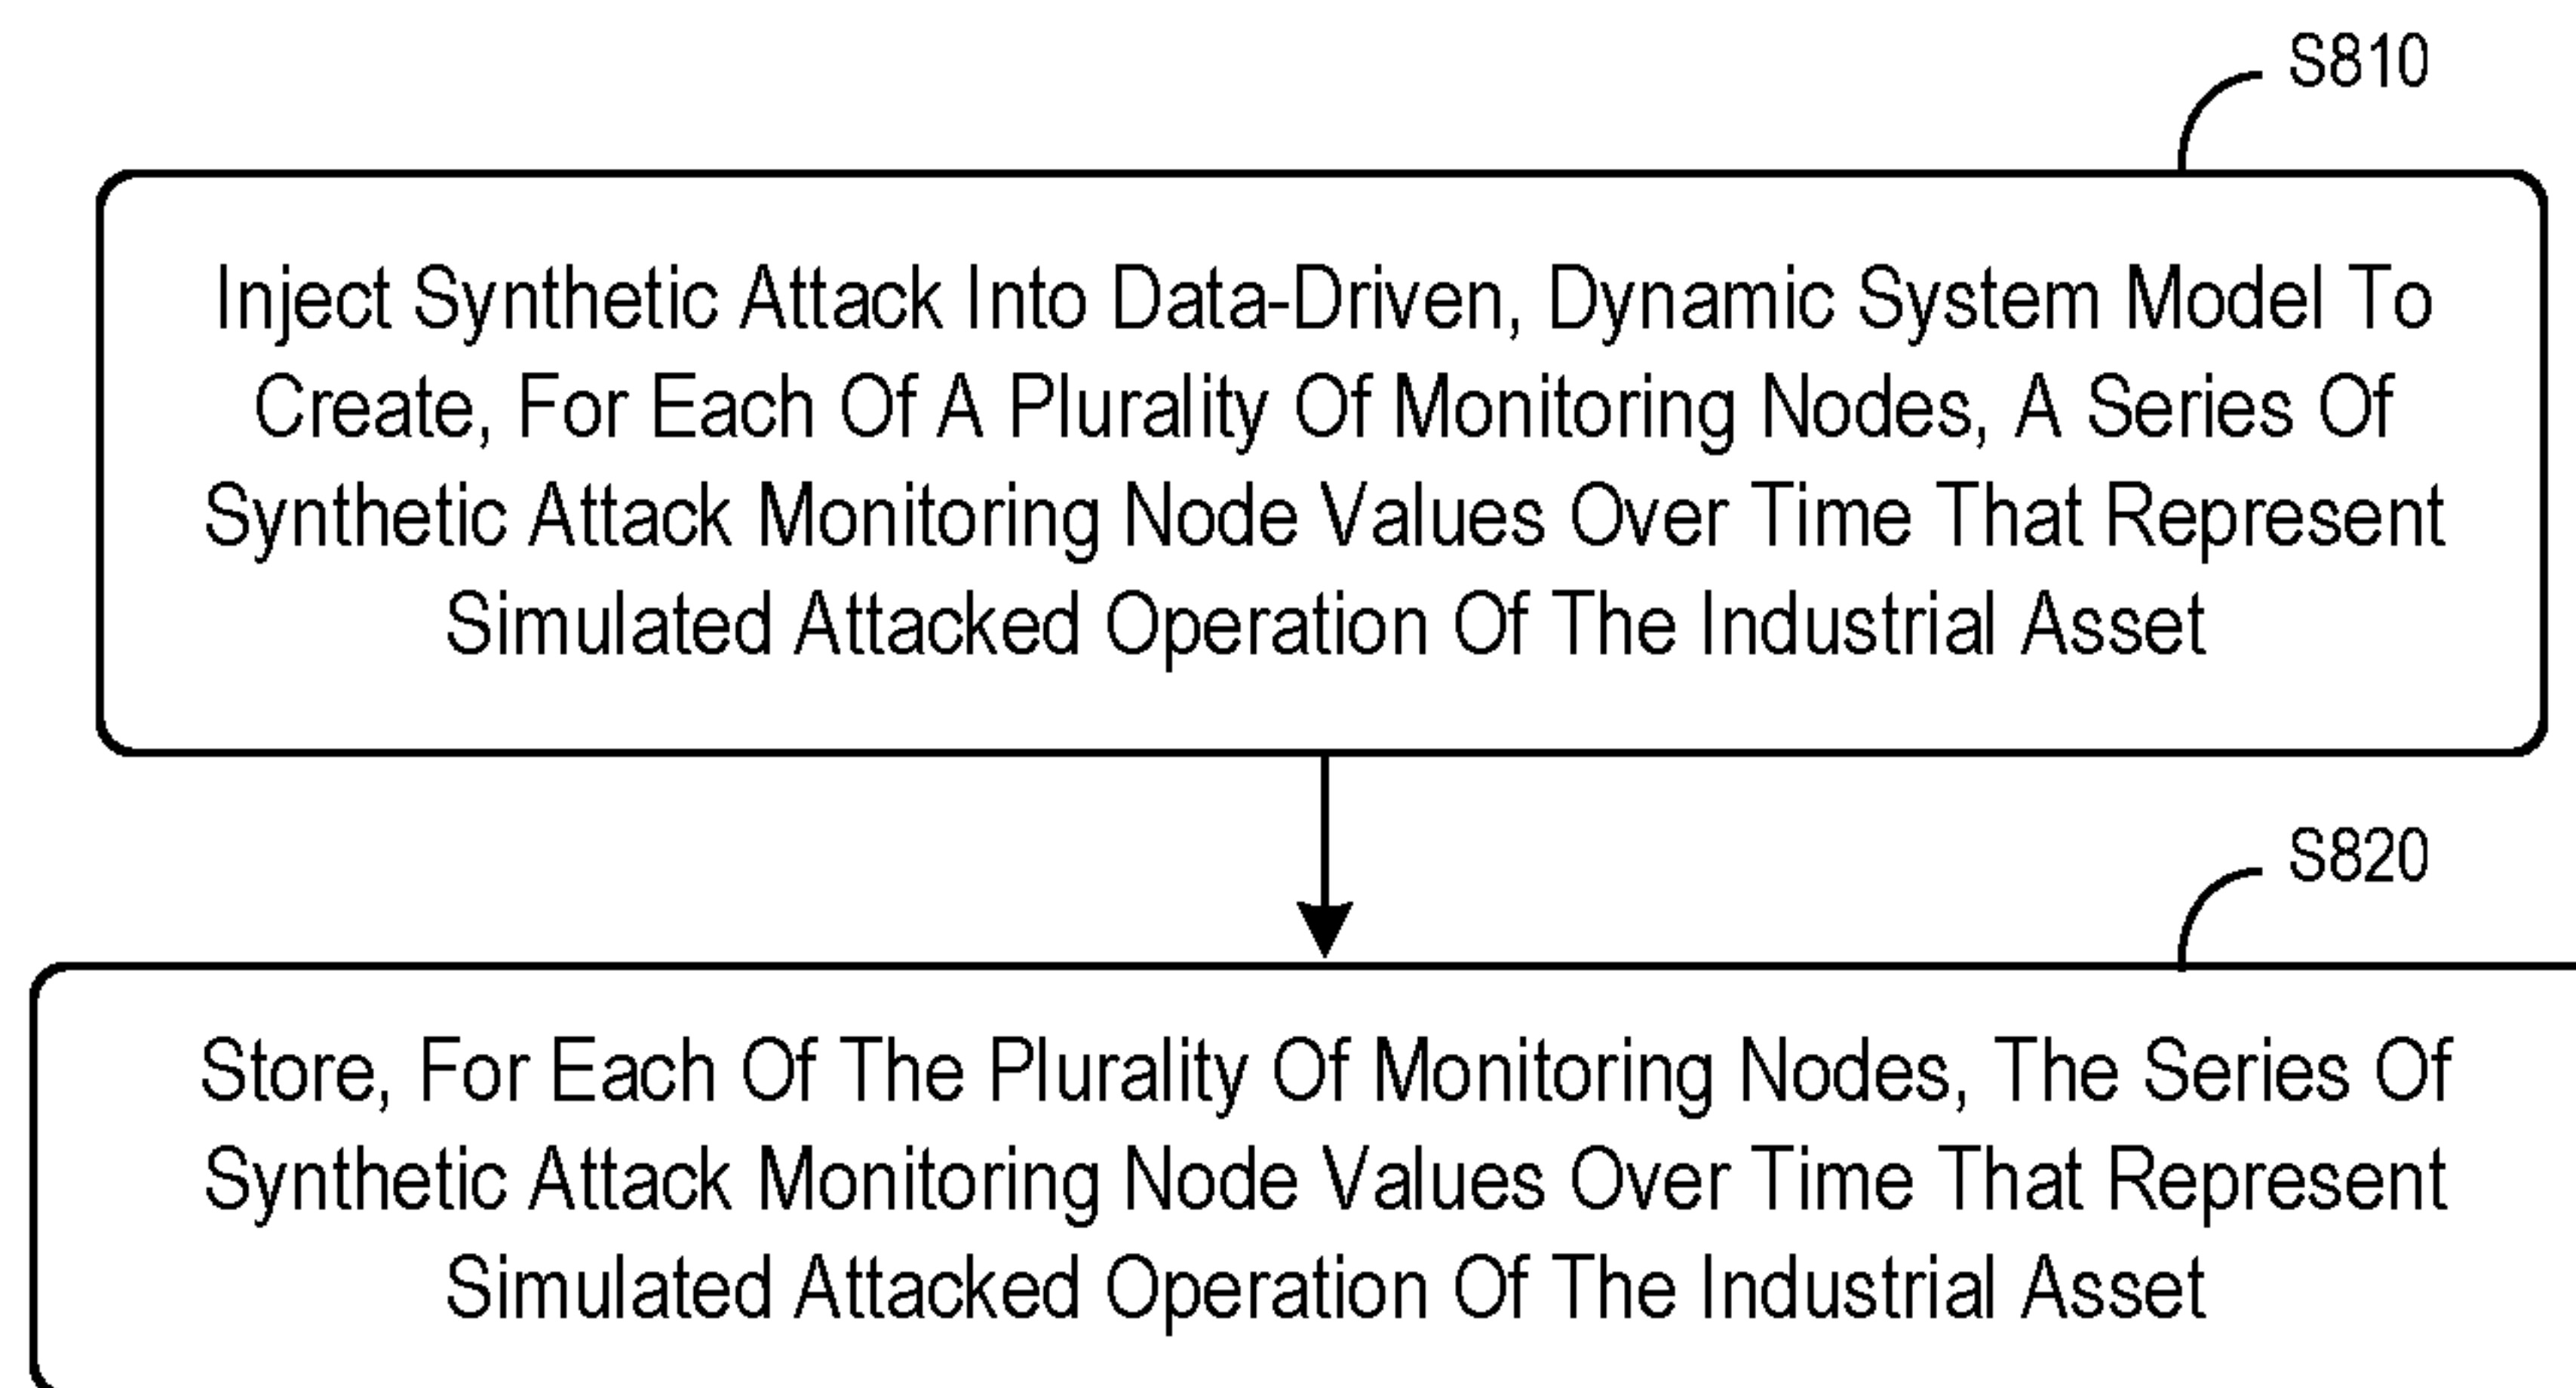 S810
Inject Synthetic Attack Into Data-Driven, Dynamic System Model To
Create, For Each Of A Plurality Of Monitoring Nodes, A Series Of
Synthetic Attack Monitoring Node Values Over Time That Represent
Simulated Attacked Operation Of The Industrial Asset
S820
Store, For Each Of The Plurality Of Monitoring Nodes, The Series Of
Synthetic Attack Monitoring Node Values Over Time That Represent
Simulated Attacked Operation Of The Industrial Asset